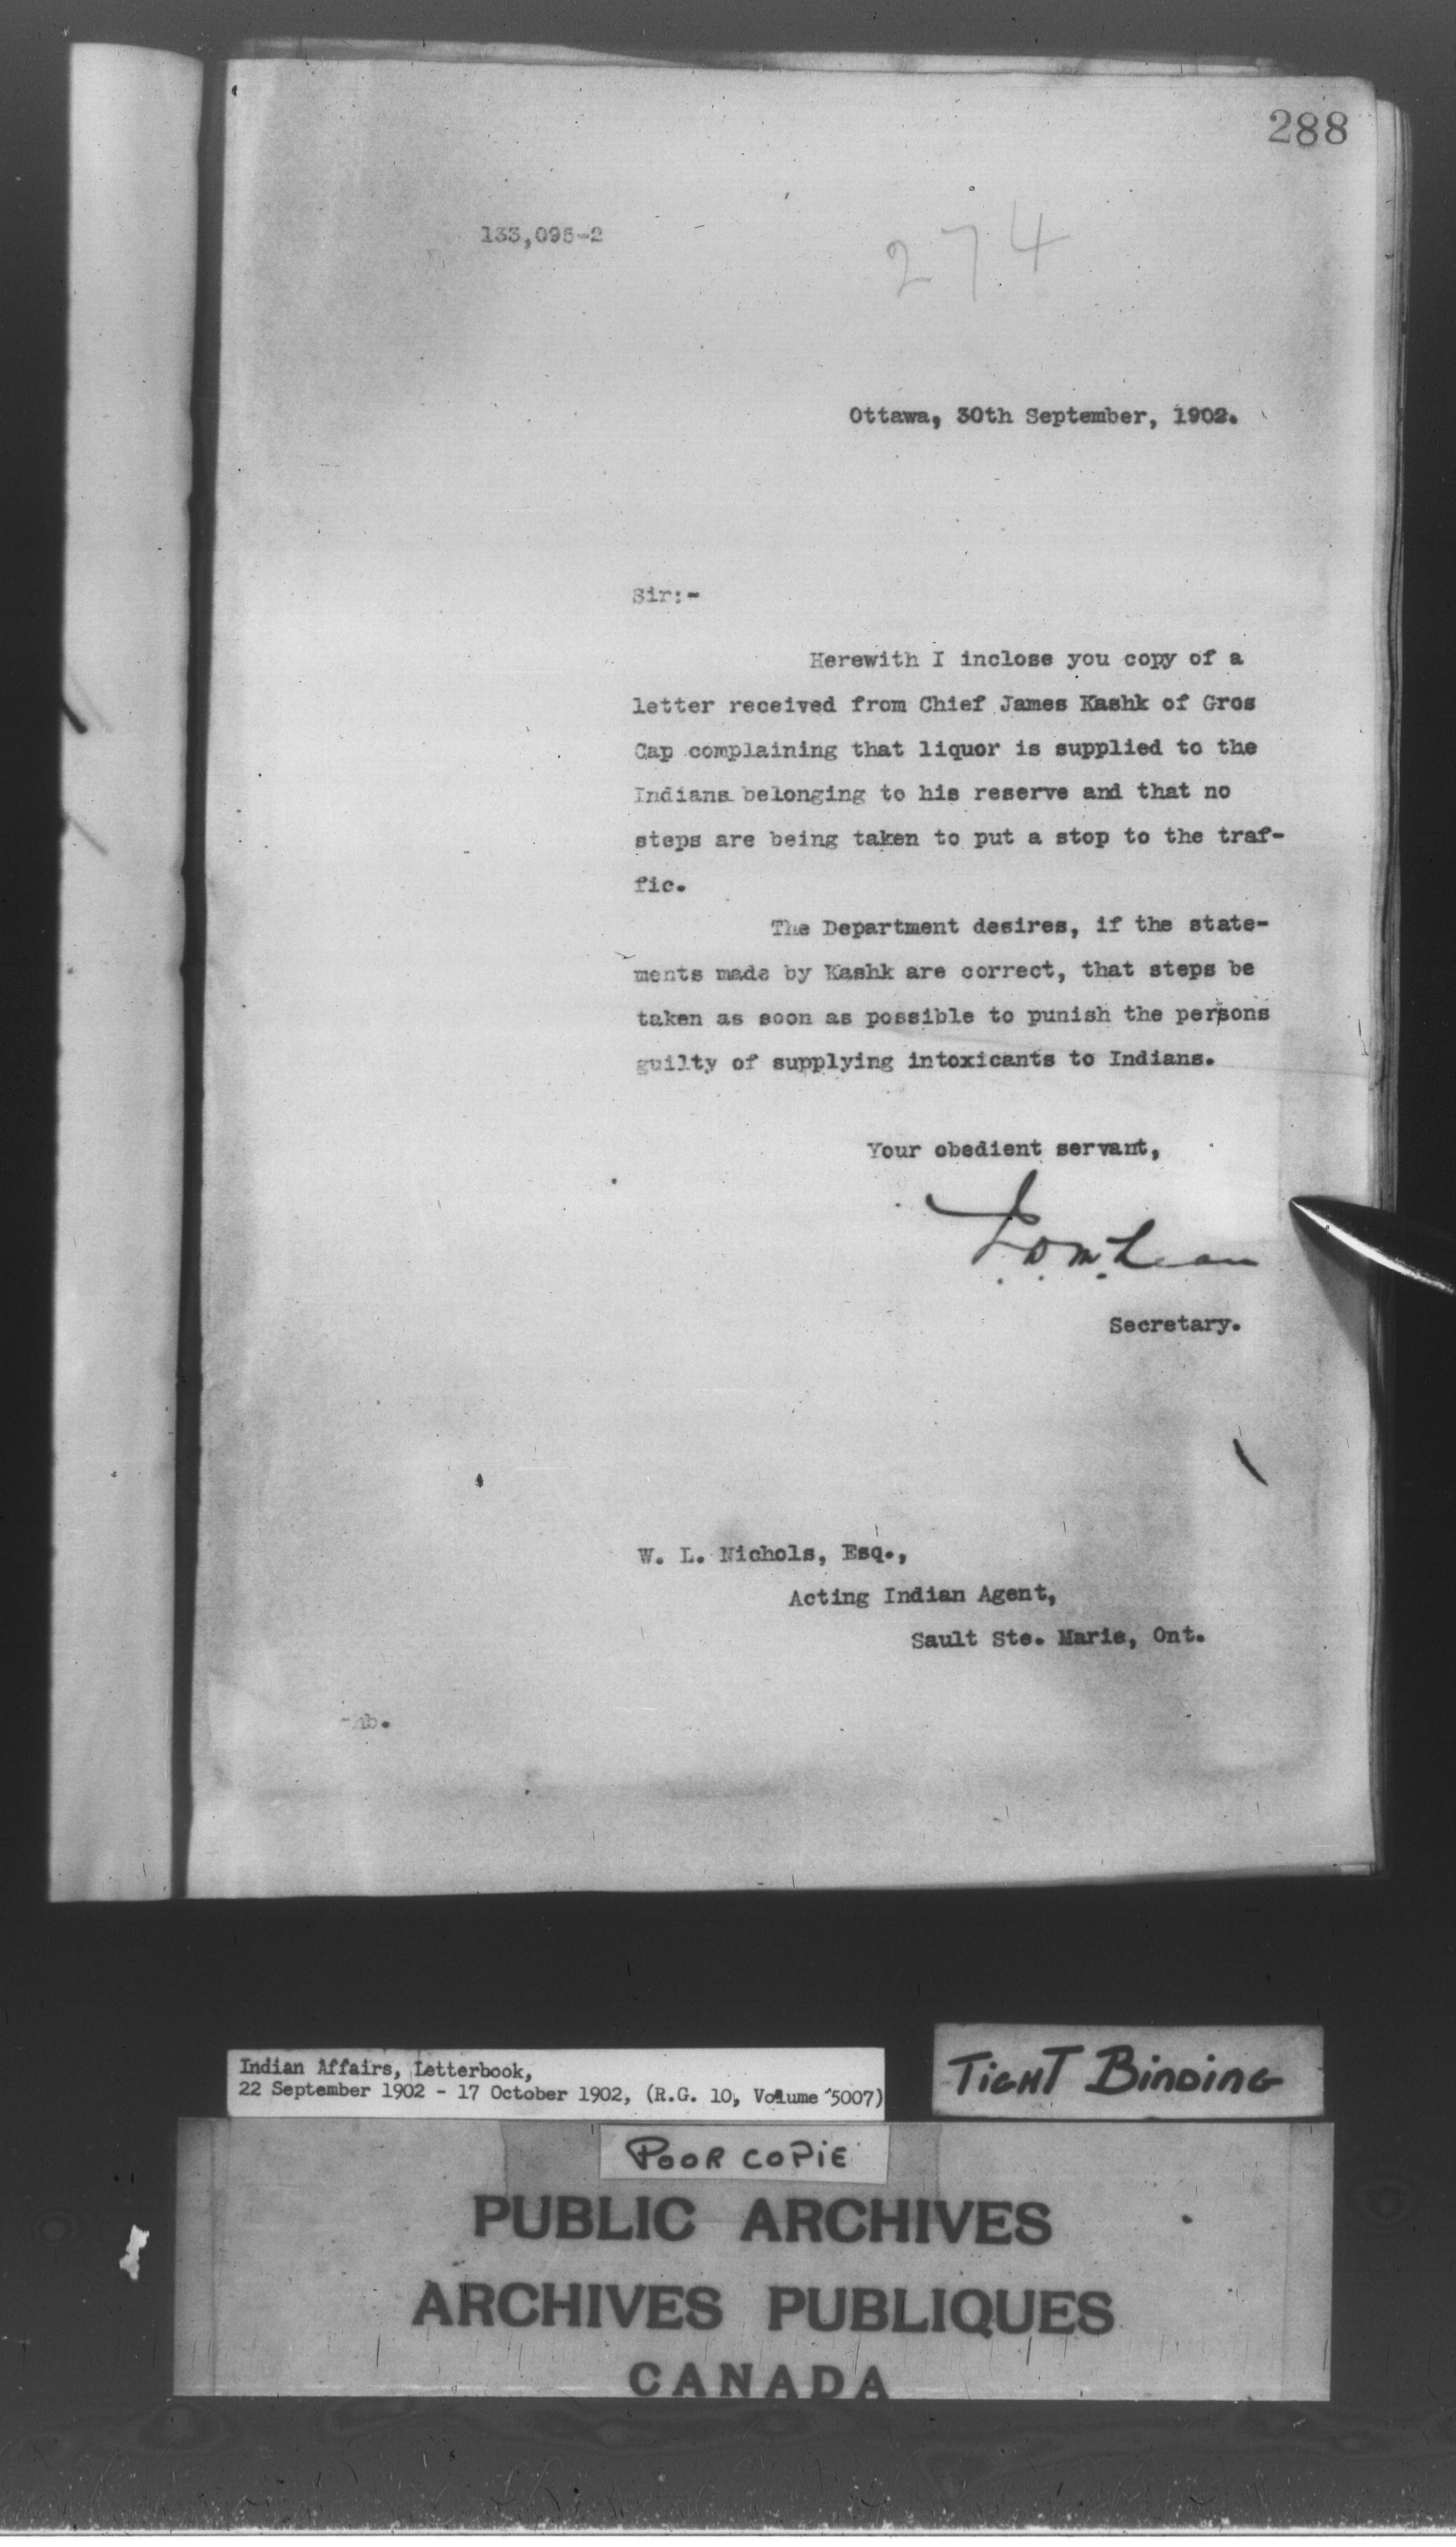 288
133,095-2
274
Ottawa, 30th September, 1902.
Sir:-
Herewith I inclose you copy of a
letter received from Chief James Kashk of Gros
Cap complaining that liquor is supplied to the
Indians belonging to his reserve and that no
steps are being taken to put a stop to the traf-
fic.
The Department desires, if the state-
ments made by Kashk are correct, that steps be
taken as soon as possible to punish the persons
guilty of supplying intoxicants to Indians.
Your obedient servant,
J. D. McLean
Secretary.
W. L. Nichols, Esq.,
Acting Indian Agent,
Sault Ste. Marie, Ont.
Indian Affairs, Letterbook,
22 September 1902 - 17 October 1902, (R.G. 10, Volume 5007)
TIGHT BINDING
POOR COPIE
PUBLIC ARCHIVES
ARCHIVES PUBLIQUES
CANADA